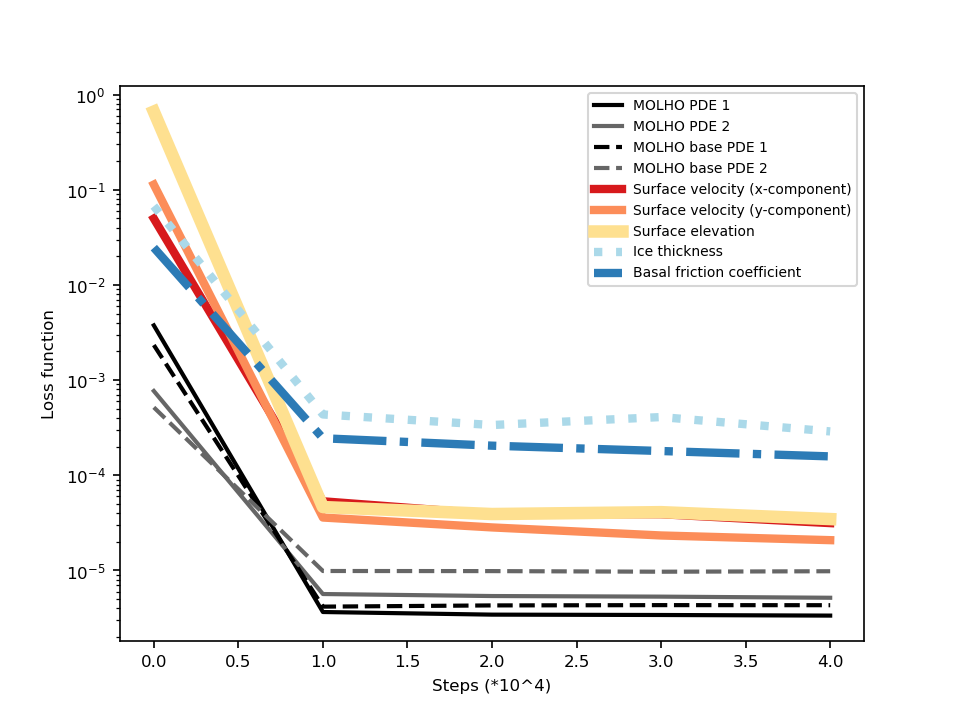 10⁰
10⁻¹
10⁻²
10⁻³
10⁻⁴
10⁻⁵
Loss function
MOLHO PDE 1
MOLHO PDE 2
MOLHO base PDE 1
MOLHO base PDE 2
Surface velocity (x-component)
Surface velocity (y-component)
Surface elevation
Ice thickness
Basal friction coefficient
0.0 0.5 1.0 1.5 2.0 2.5 3.0 3.5 4.0
Steps (*10^4)